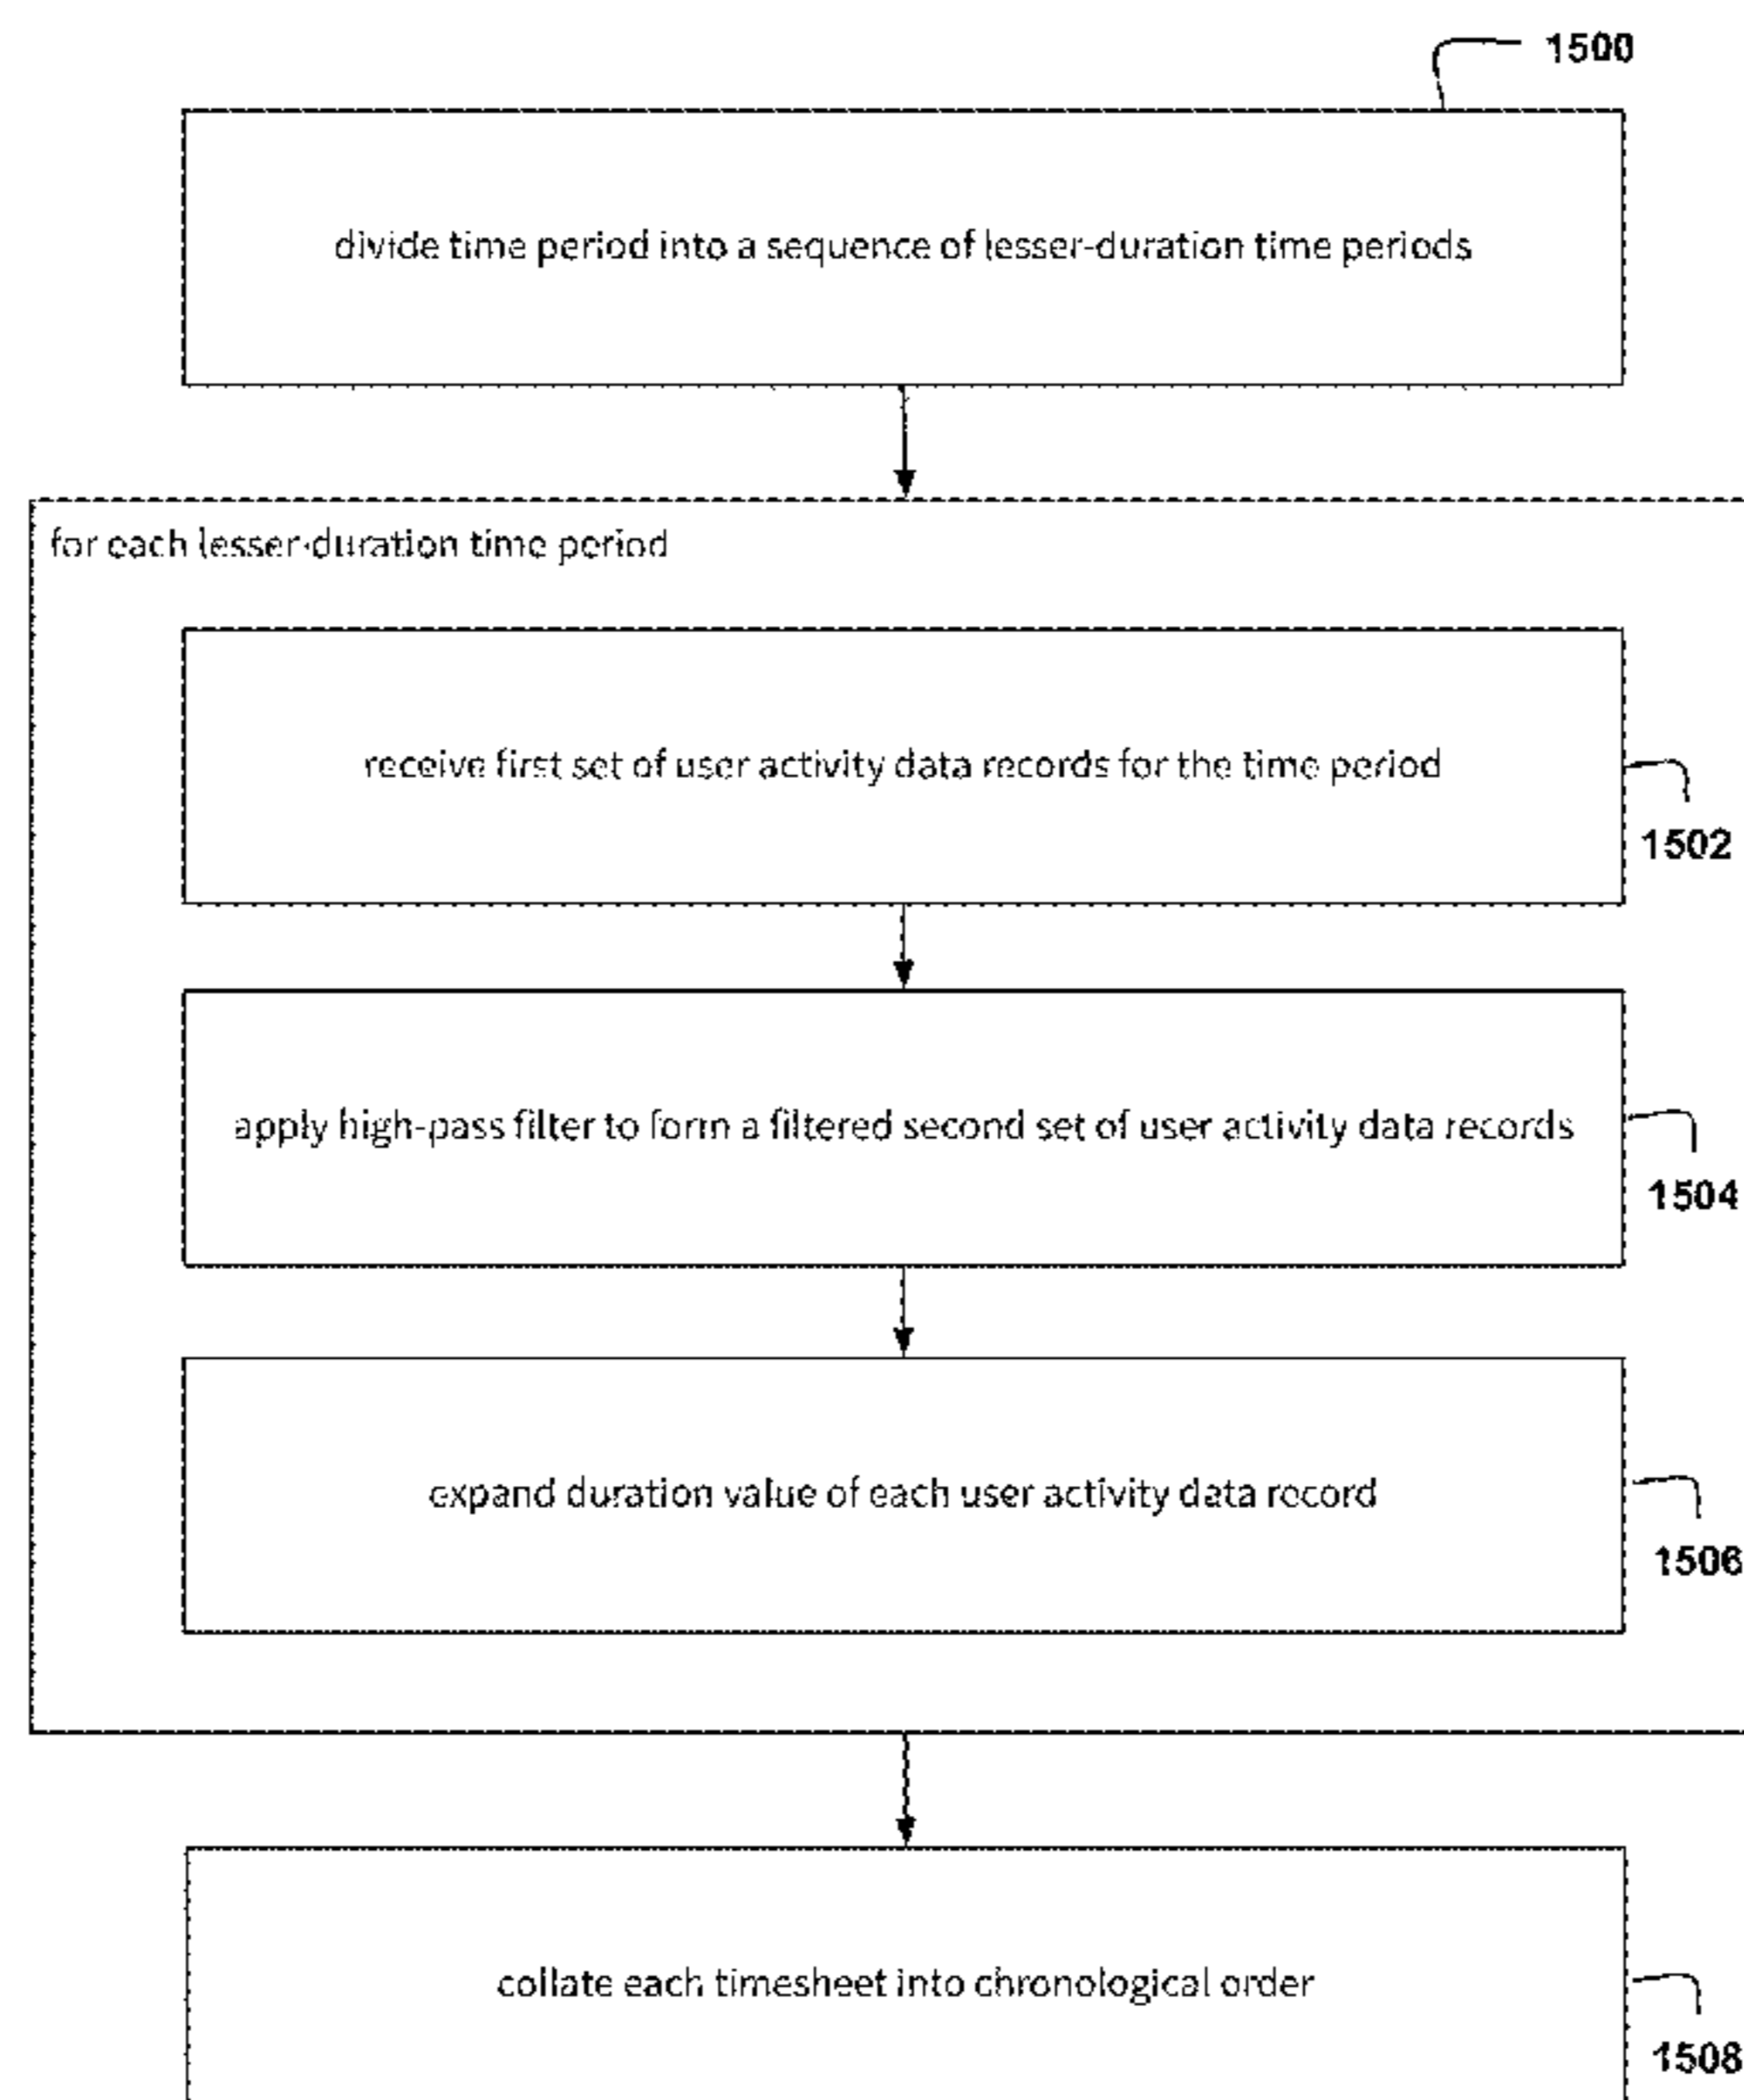 1500
divide time period into a sequence of lesser-duration time periods
for each lesser-duration time period
receive first set of user activity data records for the time period
1502
apply high-pass filter to form a filtered second set of user activity data records
1504
expand duration value of each user activity data record
1506
collate each timesheet into chronological order
1508